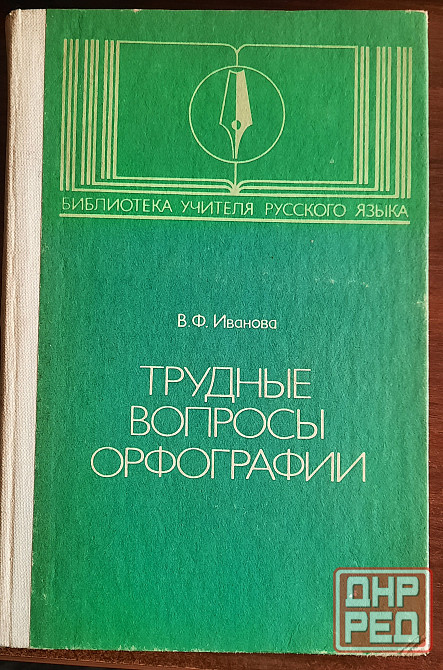 БИБЛИОТЕКА УЧИТЕЛЯ РУССКОГО ЯЗЫКА
В.Ф. Иванова
ТРУДНЫЕ
ВОПРОСЫ
ОРФОГРАФИИ
ДНР
РЕД